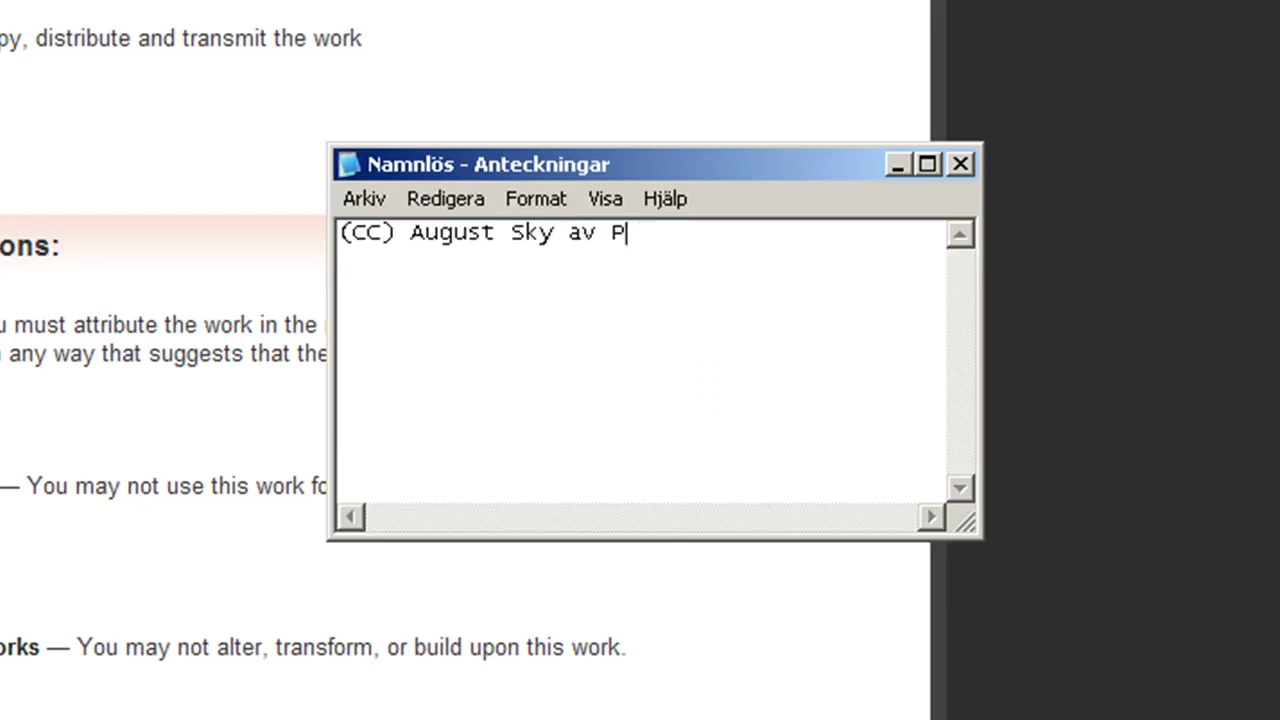 py, distribute and transmit the work
Namnlös - Anteckningar
Arkiv Redigera Format Visa Hjälp
(CC) August Sky av P
ons:
u must attribute the work in the
any way that suggests that the
— You may not use this work fo
orks — You may not alter, transform, or build upon this work.